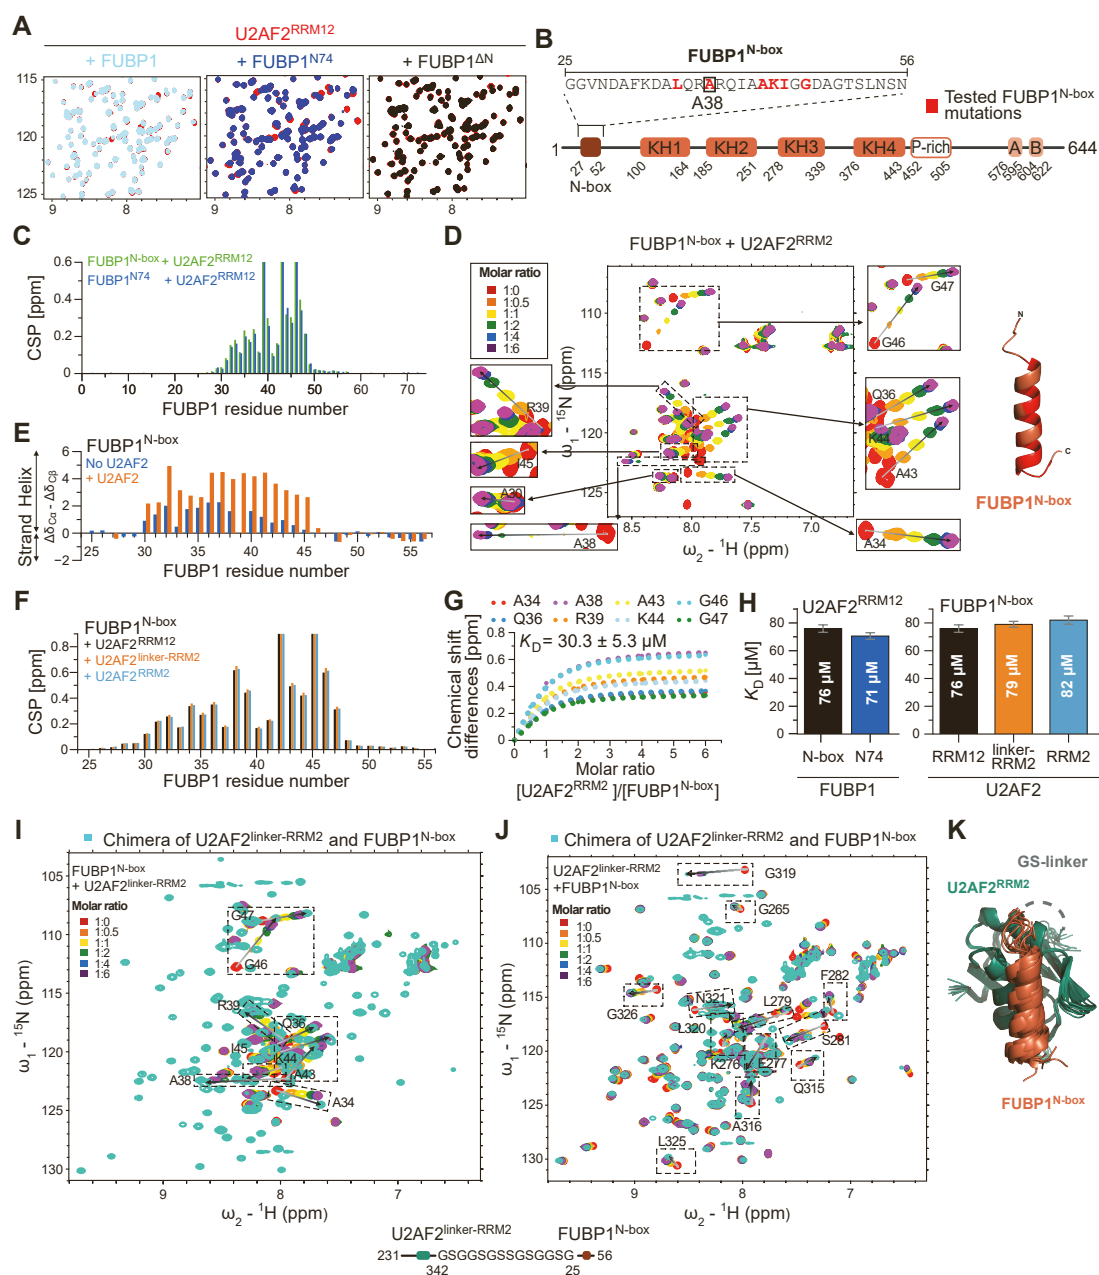 A
U2AF2RRM12
+ FUBP1
+ FUBP1N74
+ FUBP1ΔN
115
120
125
9
8
9
8
9
8
B
FUBP1N-box
25
56
GGVNDAFKDALQRARQIAAKIGGDAGTSLNSN
A38
Tested FUBP1N-box
mutations
1
KH1
KH2
KH3
KH4
P-rich
A
B
644
27
52
100
164
185
251
278
339
376
443
452
505
576
596
604
622
N-box
C
FUBP1N-box + U2AF2RRM12
FUBP1N74 + U2AF2RRM12
CSP [ppm]
0.6
0.4
0.2
0
0 10 20 30 40 50 60 70
FUBP1 residue number
D
FUBP1N-box + U2AF2RRM2
Molar ratio
1:0
1:0.5
1:1
1:2
1:4
1:6
110
115
120
125
8.5
8.0
7.5
7.0
ω1 - 15N (ppm)
ω2 - 1H (ppm)
G47
G46
R39
Q36
K44
A43
I45
A30
A38
A34
N
C
FUBP1N-box
E
FUBP1N-box
No U2AF2
+ U2AF2
Strand Helix
ΔδCα - ΔδCβ
6
4
2
0
−2
25 30 35 40 45 50 55
FUBP1 residue number
F
FUBP1N-box
+ U2AF2RRM12
+ U2AF2linker-RRM2
+ U2AF2RRM2
CSP [ppm]
0.8
0.6
0.4
0.2
0
25 30 35 40 45 50 55
FUBP1 residue number
G
A34 A38 A43 G46
Q36 R39 K44 G47
KD= 30.3 ± 5.3 µM
Chemical shift
differences [ppm]
0.8
0.6
0.4
0.2
0
0 1 2 3 4 5 6
Molar ratio
[U2AF2RRM2]/[FUBP1N-box]
H
U2AF2RRM12
FUBP1N-box
KD [µM]
80
60
40
20
0
76 µM
71 µM
80
60
40
20
0
76 µM
79 µM
82 µM
N-box N74
RRM12
linker-
RRM2
RRM2
FUBP1
U2AF2
I
Chimera of U2AF2linker-RRM2 and FUBP1N-box
FUBP1N-box
+ U2AF2linker-RRM2
Molar ratio
1:0
1:0.5
1:1
1:2
1:4
1:6
105
110
115
120
125
130
9
8
7
ω1 - 15N (ppm)
ω2 - 1H (ppm)
G47
G46
R39
Q36
I45
K44
A38
A43
A34
J
Chimera of U2AF2linker-RRM2 and FUBP1N-box
U2AF2linker-RRM2
+FUBP1N-box
Molar ratio
1:0
1:0.5
1:1
1:2
1:4
1:6
105
110
115
120
125
130
9
8
7
ω1 - 15N (ppm)
ω2 - 1H (ppm)
G319
G265
F282
G326
N321
L279
L320
S281
K276
E277
Q315
A316
L325
K
GS-linker
U2AF2RRM2
FUBP1N-box
U2AF2linker-RRM2
FUBP1N-box
231
GSGGSGSSGSGGSG
56
342
25